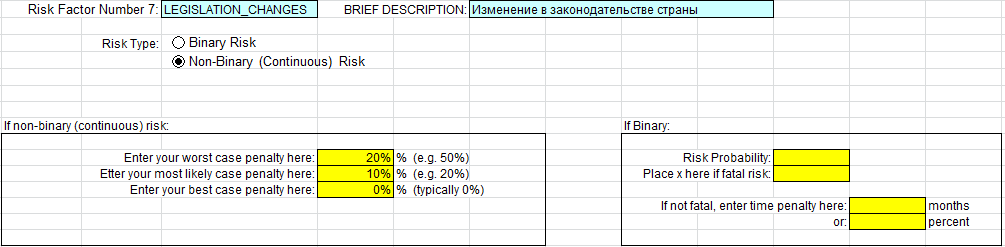 Risk Factor Number 7: LEGISLATION_CHANGES BRIEF DESCRIPTION: Изменение в законодательстве страны
Risk Type: Binary Risk
Non-Binary (Continuous) Risk
If non-binary (continuous) risk:
Enter your worst case penalty here: 20% % (e.g. 50%)
Etter your most likely case penalty here: 10% % (e.g. 20%)
Enter your best case penalty here: 0% % (typically 0%)
If Binary:
Risk Probability:
Place x here if fatal risk:
If not fatal, enter time penalty here: months
or: percent